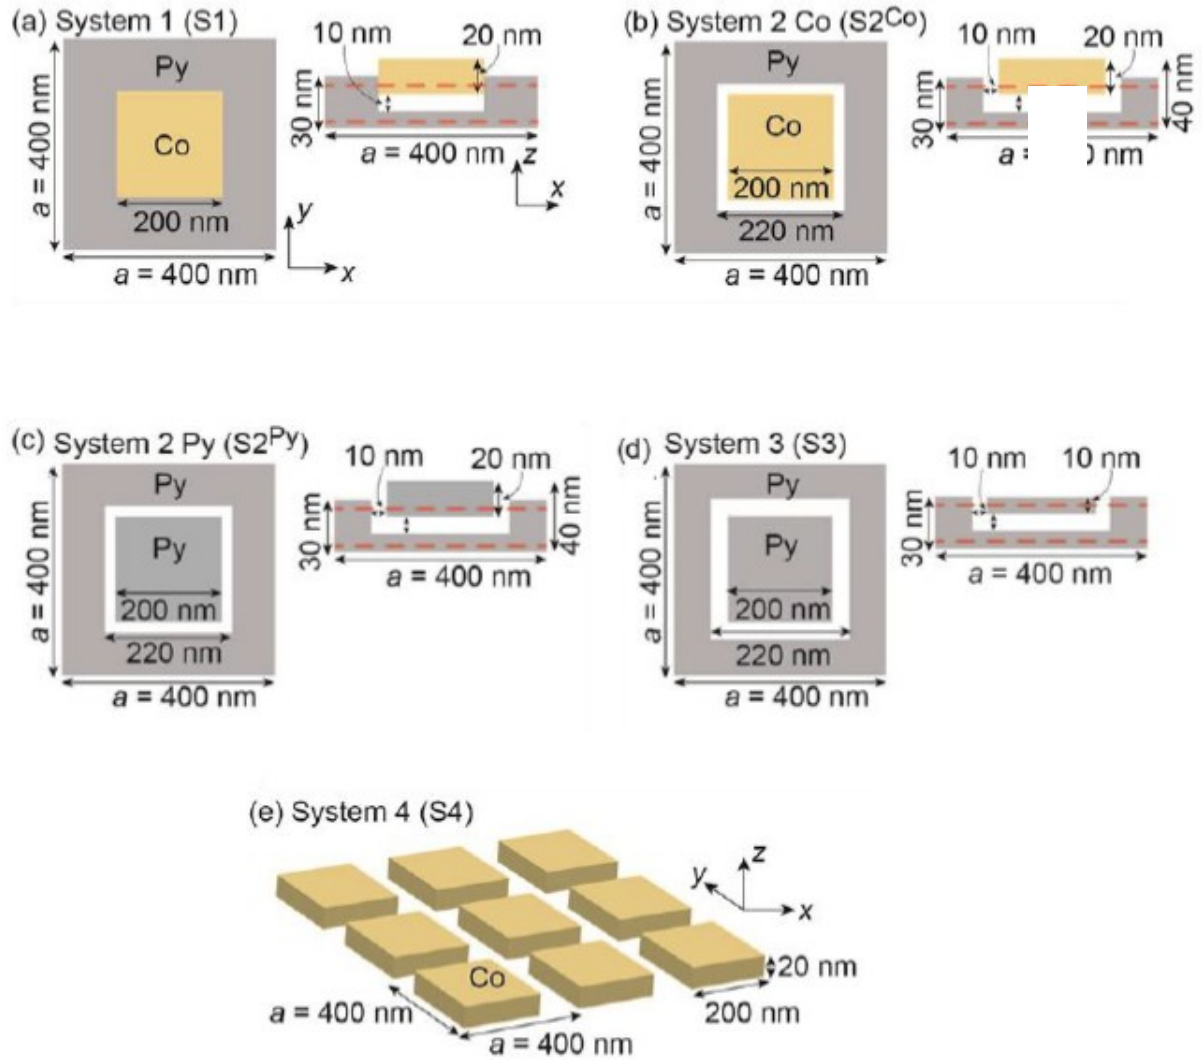 (a) System 1 (S1)
10 nm
20 nm
Py
Co
200 nm
a = 400 nm
a = 400 nm
30 nm
a = 400 nm
z
x
y
x
(b) System 2 Co (S2Co)
10 nm
20 nm
Py
Co
200 nm
220 nm
a = 400 nm
a = 400 nm
30 nm
40 nm
a
nm
(c) System 2 Py (S2Py)
10 nm
20 nm
Py
Py
200 nm
220 nm
a = 400 nm
a = 400 nm
30 nm
40 nm
a = 400 nm
(d) System 3 (S3)
10 nm
10 nm
Py
Py
200 nm
220 nm
a = 400 nm
a = 400 nm
30 nm
a = 400 nm
(e) System 4 (S4)
z
y
x
Co
20 nm
200 nm
a = 400 nm
a = 400 nm